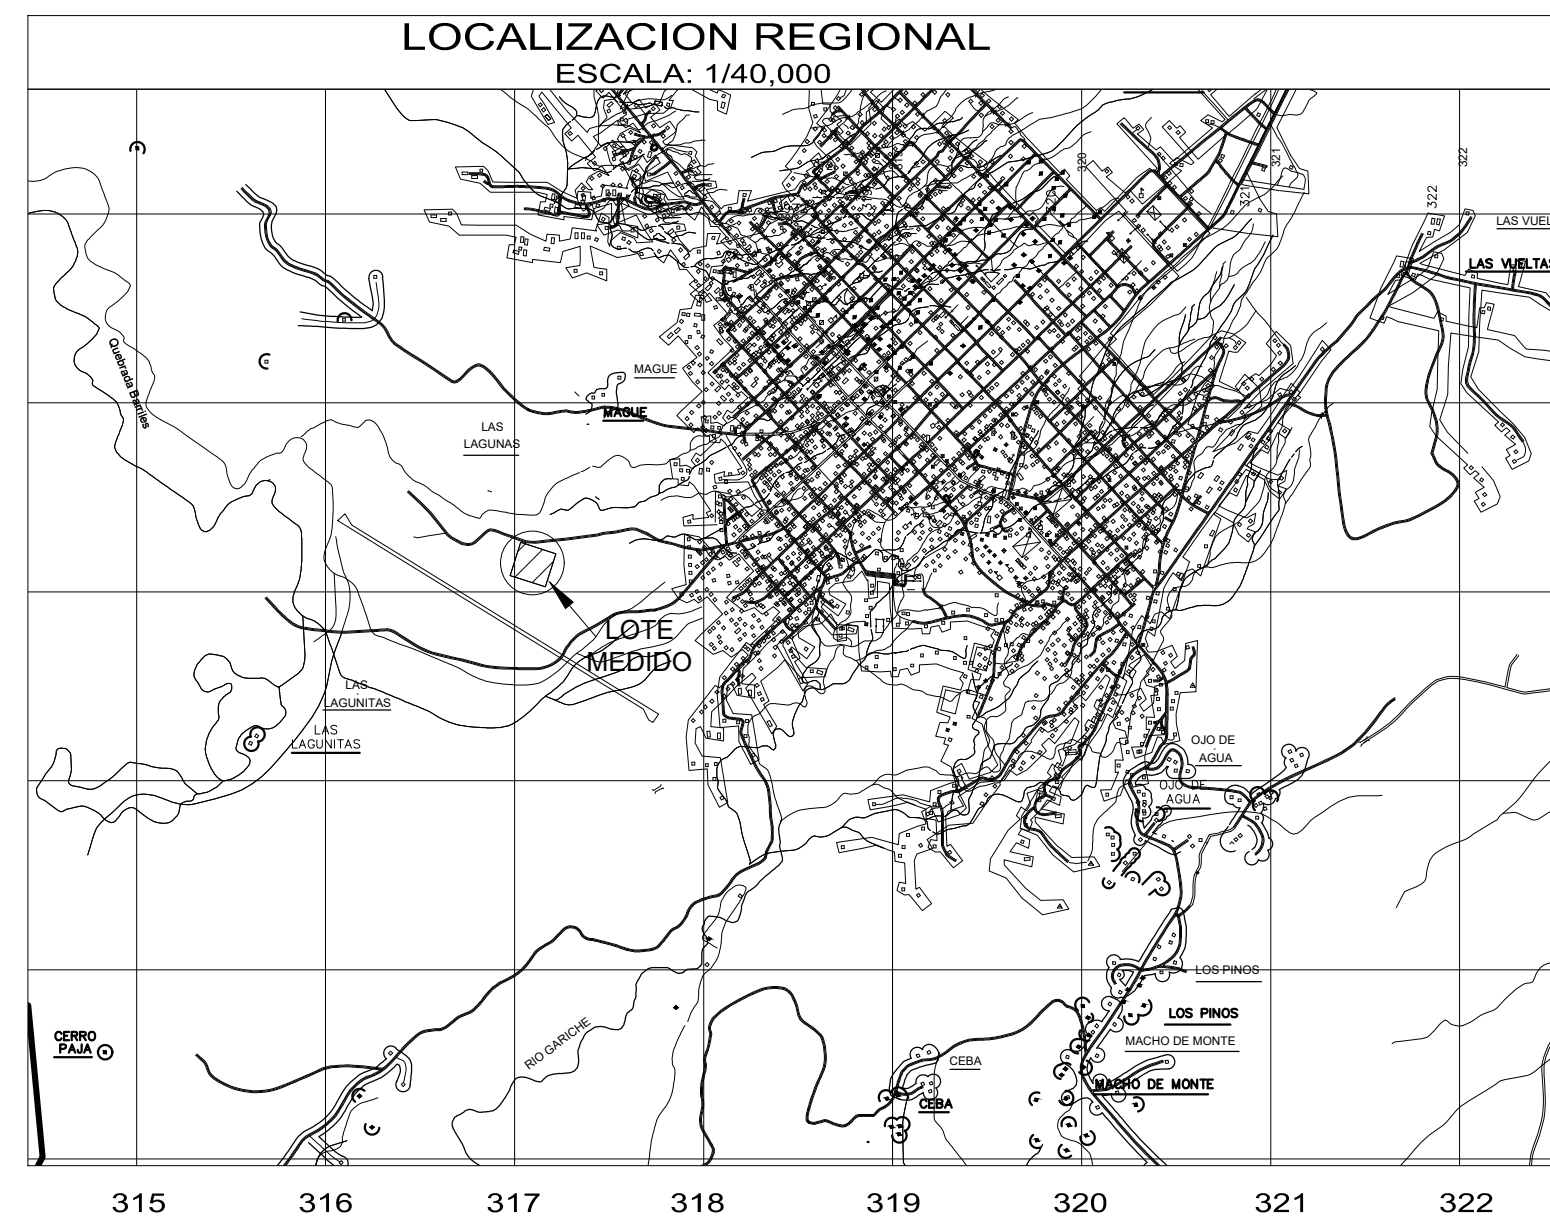 LOCALIZACION REGIONAL
ESCALA: 1/40,000
320
321
322
321
322
LAS VUEL
LAS VUELTAS
Quebrada Barriles
MAGUE
MAGUE
LAS
LAGUNAS
LOTE
MEDIDO
LAS
LAGUNITAS
LAS
LAGUNITAS
OJO DE
AGUA
OJO DE
AGUA
LOS PINOS
LOS PINOS
RIO GARICHE
CERRO
PAJA
MACHO DE MONTE
CEBA
MACHO DE MONTE
CEBA
315
316
317
318
319
320
321
322